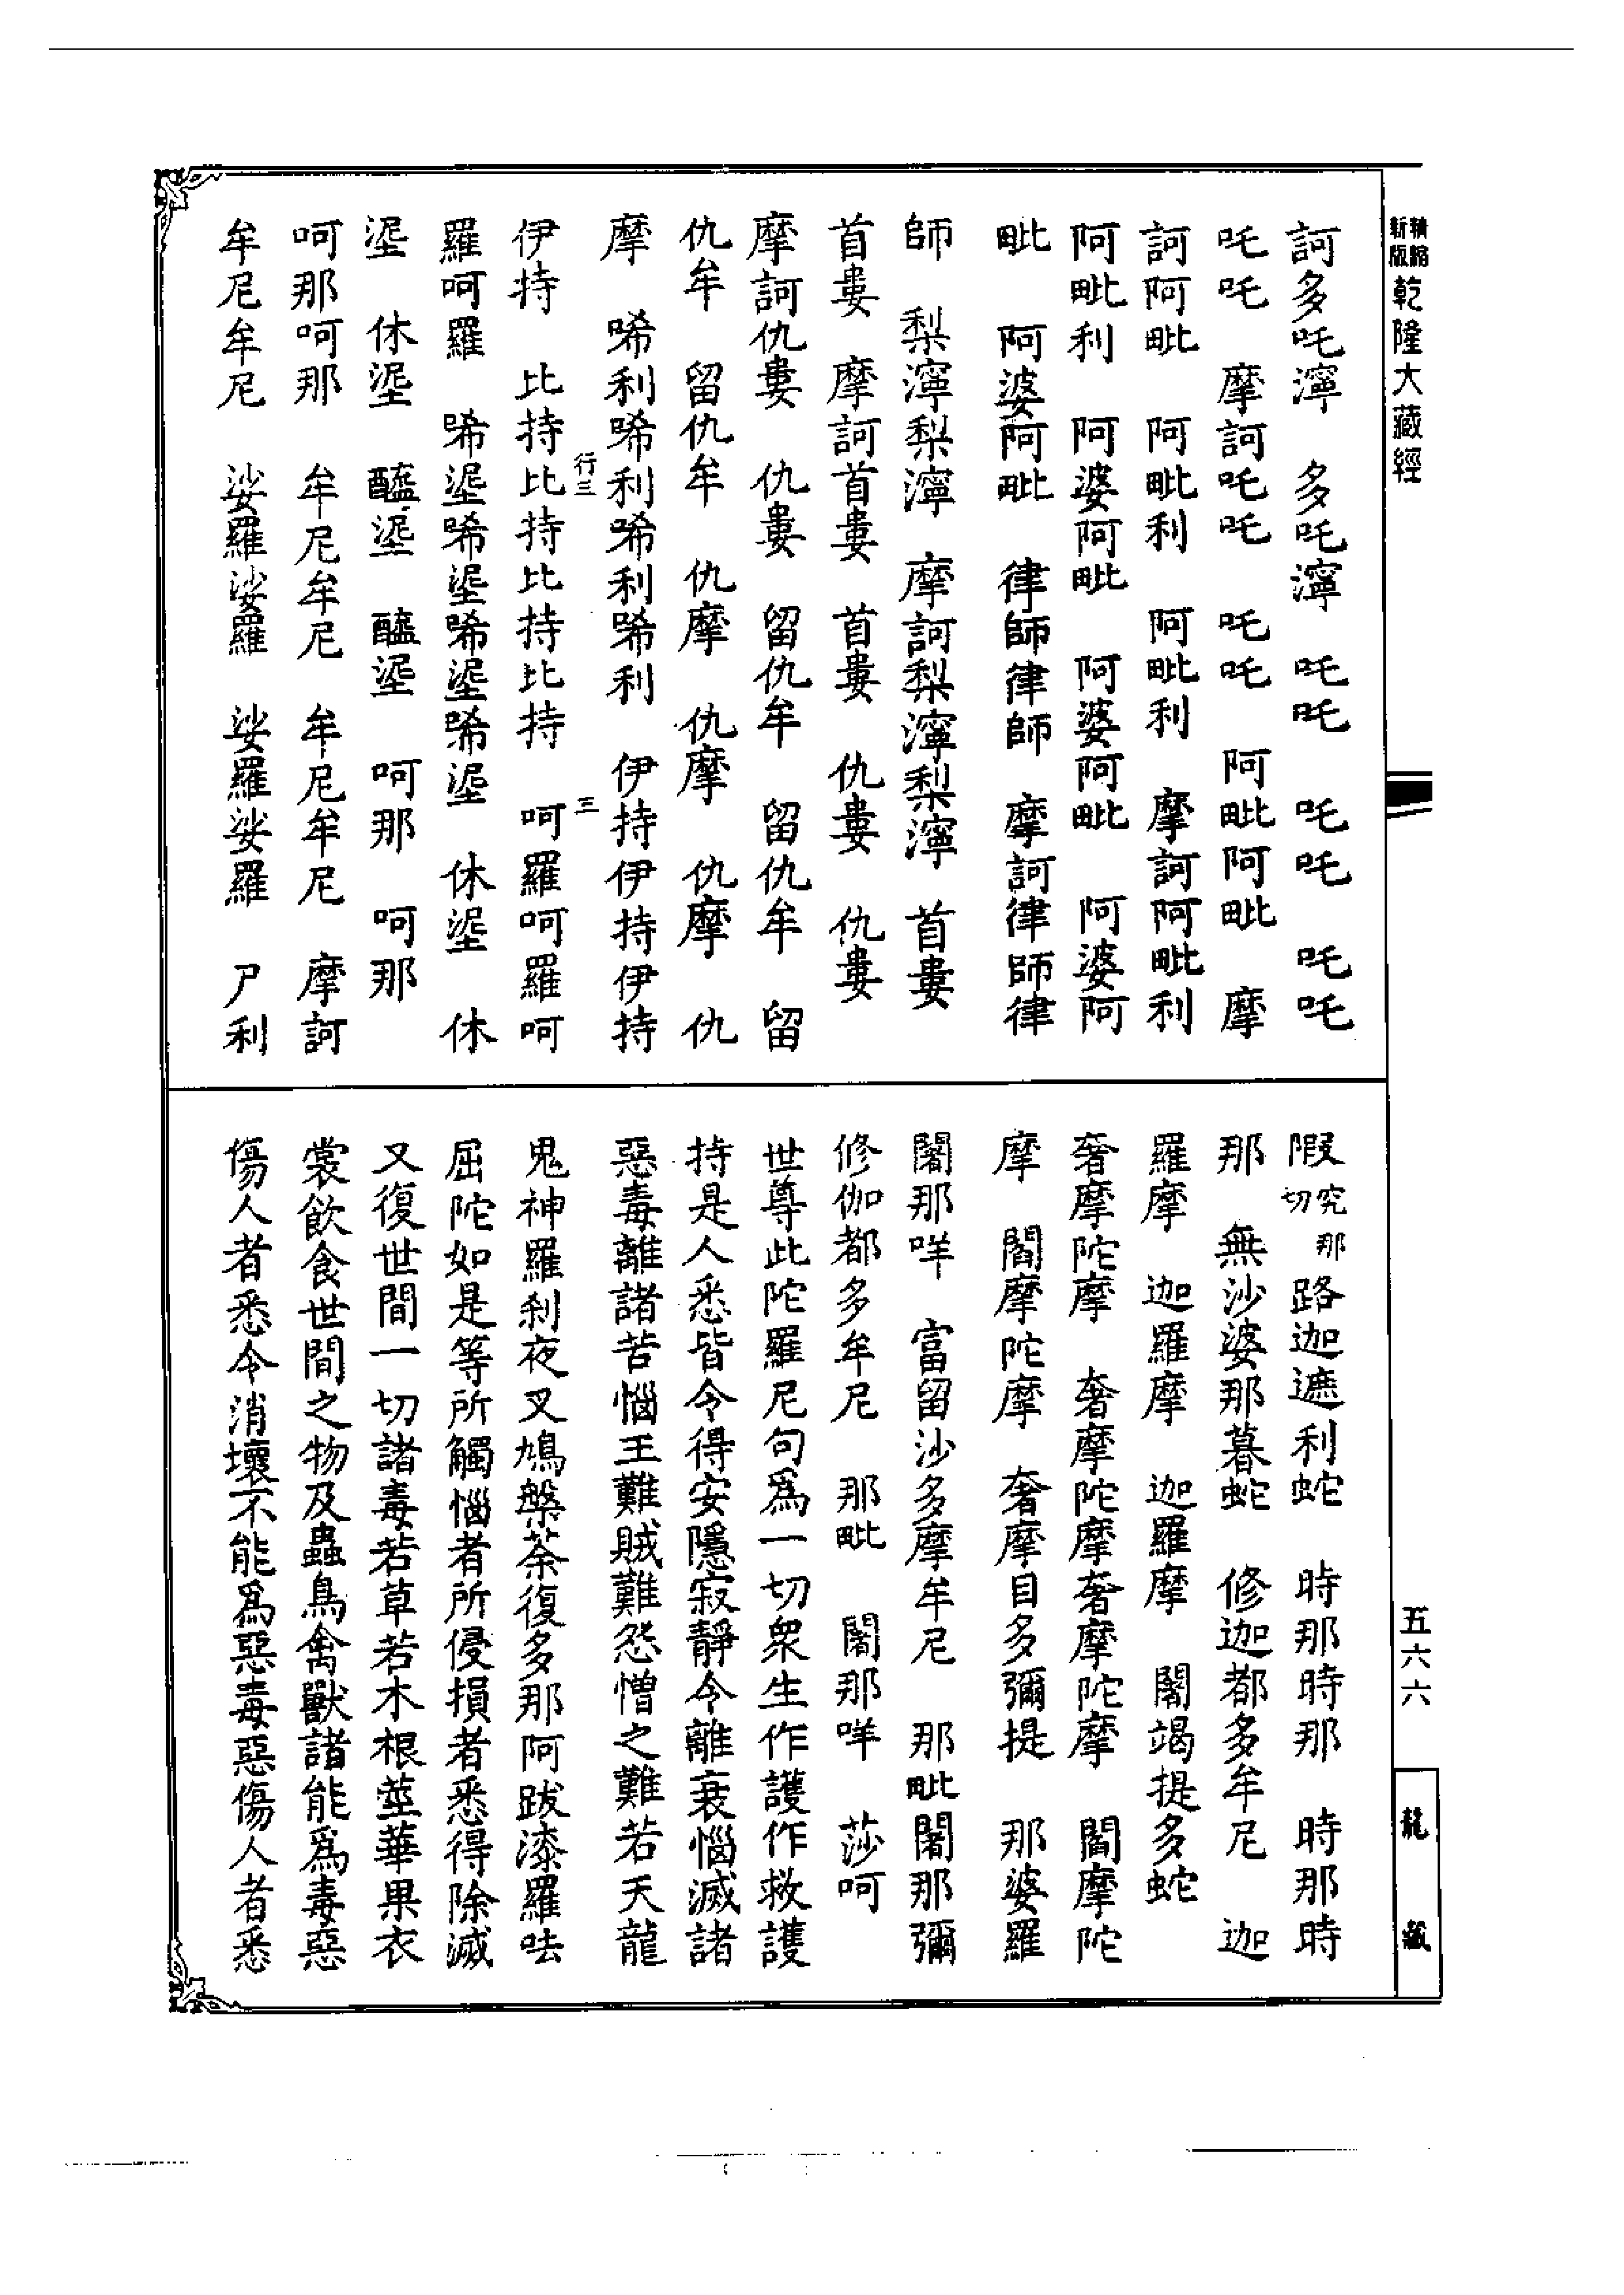 新版精縮
乾隆大藏經
訶多吒濘　多吒濘　吒吒　吒吒　吒吒
吒吒　摩訶吒吒　吒吒　阿毗阿毗　摩
訶阿毗　阿毗利　阿毗利　摩訶阿毗利
阿毗利　阿婆阿毗　阿婆阿毗　阿婆阿
毗　阿婆阿毗　律師律師　摩訶律師律
師　梨濘梨濘　摩訶梨濘梨濘　首婁
首婁　摩訶首婁　首婁　仇婁　仇婁
摩訶仇婁　仇婁　留仇牟　留仇牟　留
仇牟　留仇牟　仇摩　仇摩　仇摩　仇
摩　唏利唏利唏利唏利　伊持伊持伊持
行三　三
伊持　比持比持比持比持　呵羅呵羅呵
羅呵羅　唏埿唏埿唏埿唏埿　休埿　休
埿　休埿　醯埿　醯埿　呵那　呵那
呵那呵那　牟尼牟尼　牟尼牟尼　摩訶
牟尼牟尼　娑羅娑羅　娑羅娑羅　尸利
五六六
龍藏
睱究那切路迦遮利蛇　時那時那　時那時
那　無沙婆那暮蛇　修迦都多牟尼　迦
羅摩　迦羅摩　迦羅摩　闍竭提多蛇
奢摩陀摩　奢摩陀摩奢摩陀摩　閻摩陀
摩　閻摩陀摩　奢摩目多彌提　那婆羅
闍那咩　富留沙多摩牟尼　那毗闍那彌
修伽都多牟尼　那毗　闍那咩　莎呵
世尊此陀羅尼句爲一切衆生作護作救護
持是人悉皆令得安隱寂靜令離衰惱滅諸
惡毒離諸苦惱王難賊難怨憎之難若天龍
鬼神羅刹夜叉鳩槃茶復多那阿跋漆羅呿
屈陀如是等所觸惱者所侵損者悉得除滅
又復世間一切諸毒若草若木根莖華果衣
裳飲食世間之物及蟲鳥禽獸諸能爲毒惡
傷人者悉令消壞不能爲惡毒惡傷人者悉